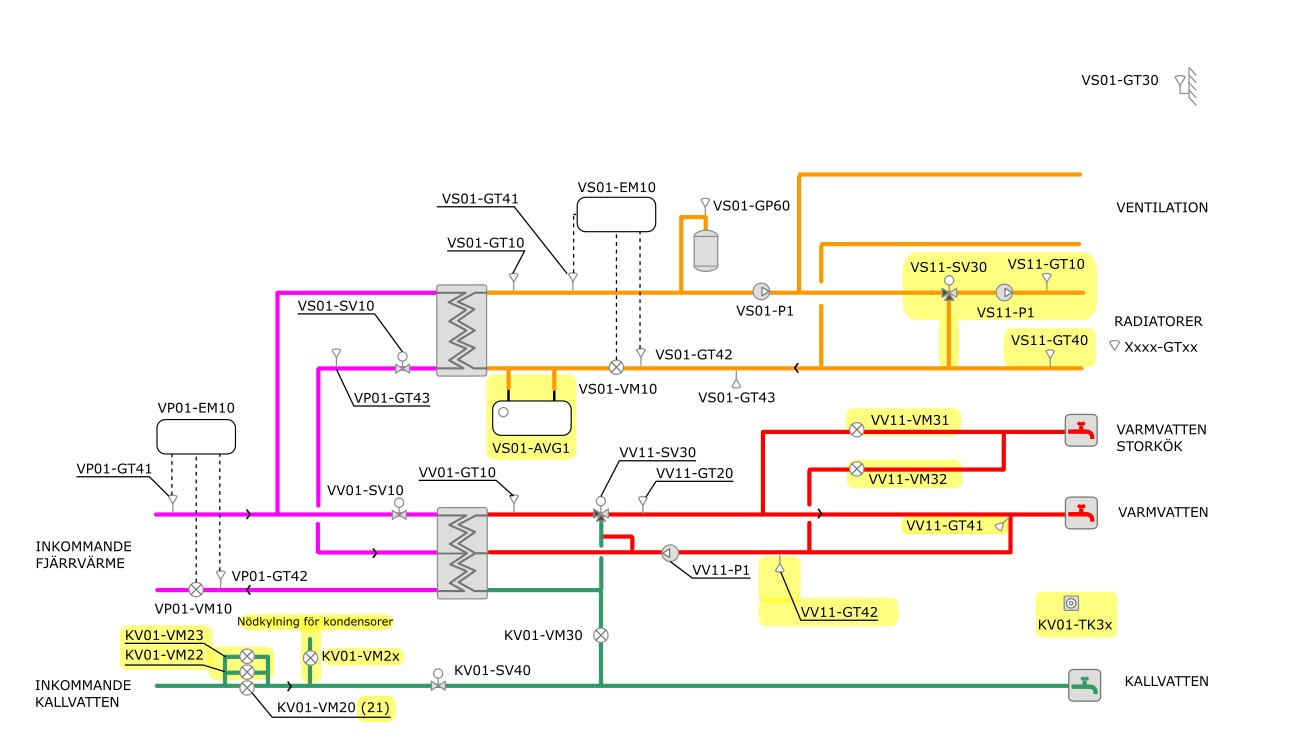 VS01-GT30
VS01-EM10
VS01-GT41
VS01-GP60
VENTILATION
VS01-GT10
VS11-SV30
VS11-GT10
VS01-SV10
VS01-P1
VS11-P1
RADIATORER
VS11-GT40
Xxxx-GTxx
VS01-GT42
VS01-VM10
VP01-GT43
VS01-GT43
VP01-EM10
VV11-VM31
VARMVATTEN
STORKÖK
VS01-AVG1
VV11-SV30
VP01-GT41
VV01-GT10
VV11-GT20
VV11-VM32
VV01-SV10
VV11-GT41
VARMVATTEN
INKOMMANDE
FJÄRRVÄRME
VP01-GT42
VV11-P1
VP01-VM10
VV11-GT42
Nödkylning för kondensorer
KV01-TK3x
KV01-VM23
KV01-VM30
KV01-VM22
KV01-VM2x
KV01-SV40
INKOMMANDE
KALLVATTEN
KALLVATTEN
KV01-VM20 (21)